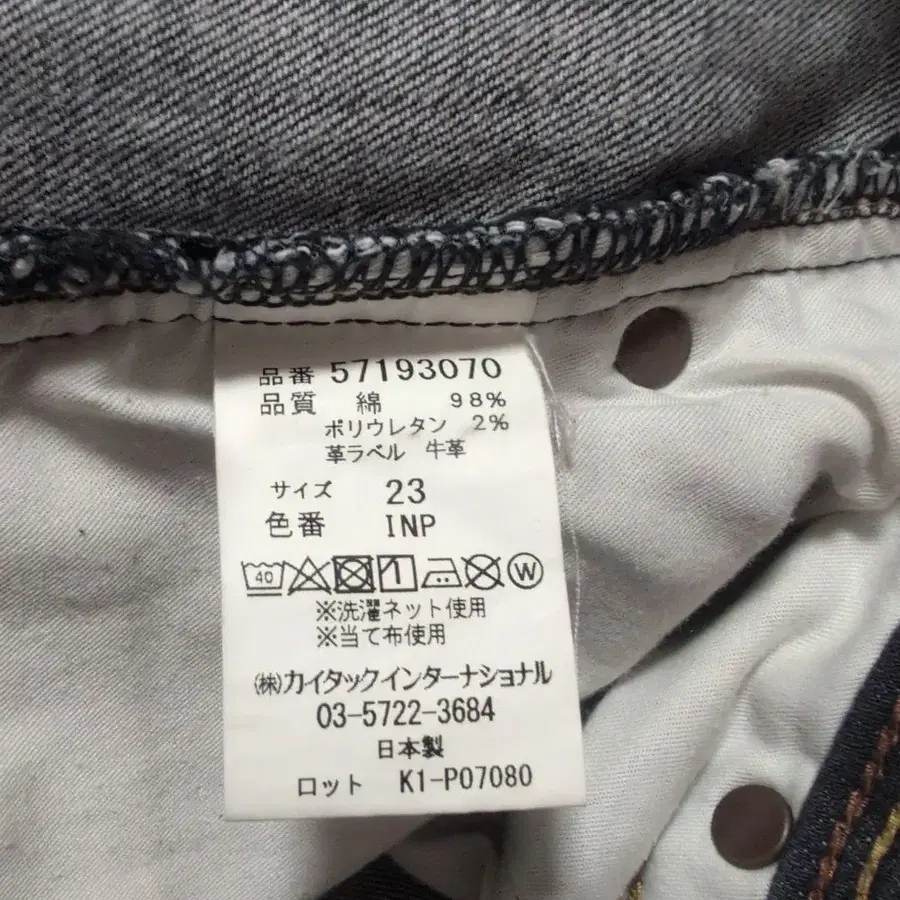 品番 57193070
品質 綿 98%
ポリウレタン 2%
革ラベル 牛革
サイズ 23
色番 INP
40 W
※洗濯ネット使用
※当て布使用
㈱カイタックインターナショナル
03-5722-3684
日本製
ロット K1-P07080